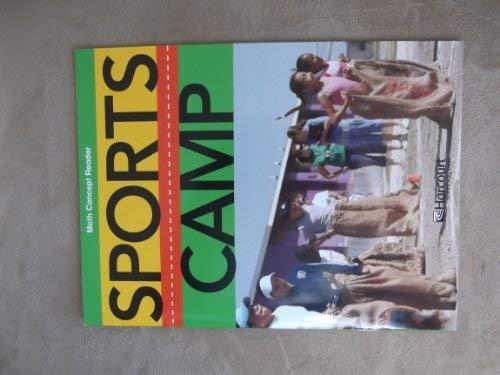 Math Concept Reader
SPORTS
CAMP
Harcourt